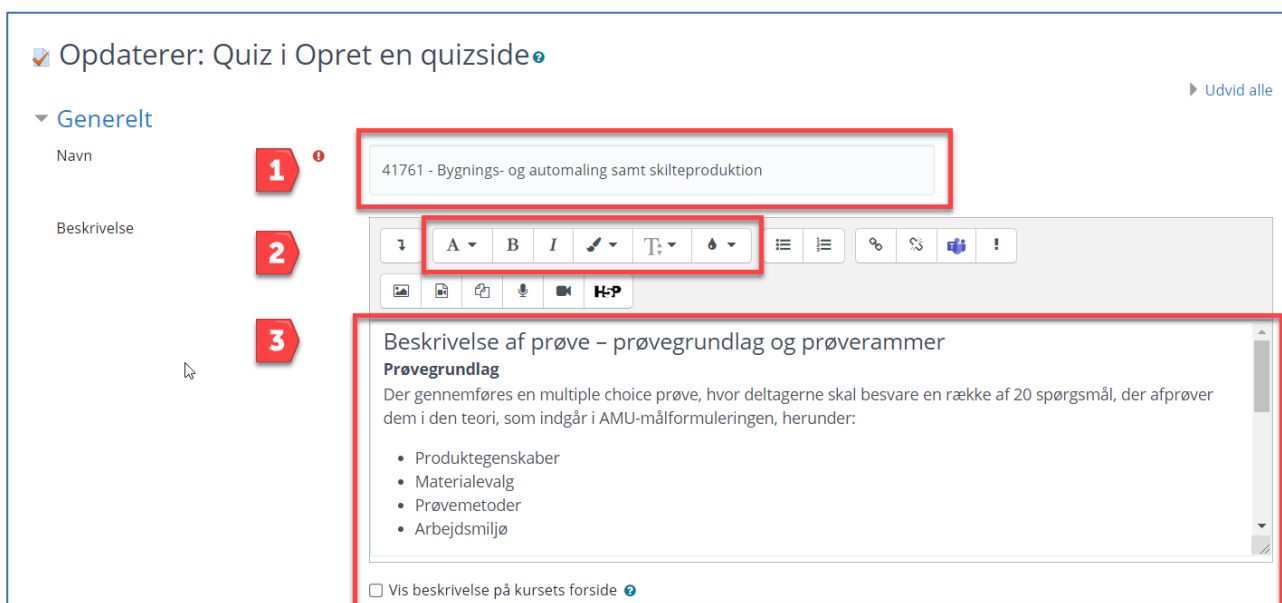 Opdaterer: Quiz i Opret en quizside
Udvid alle
Generelt
Navn
1
41761 - Bygnings- og automaling samt skilteproduktion
Beskrivelse
2
A B I T
H5P
3
Beskrivelse af prøve – prøvegrundlag og prøverammer
Prøvegrundlag
Der gennemføres en multiple choice prøve, hvor deltagerne skal besvare en række af 20 spørgsmål, der afprøver
dem i den teori, som indgår i AMU-målformuleringen, herunder:
• Produktegenskaber
• Materialevalg
• Prøvemetoder
• Arbejdsmiljø
Vis beskrivelse på kursets forside